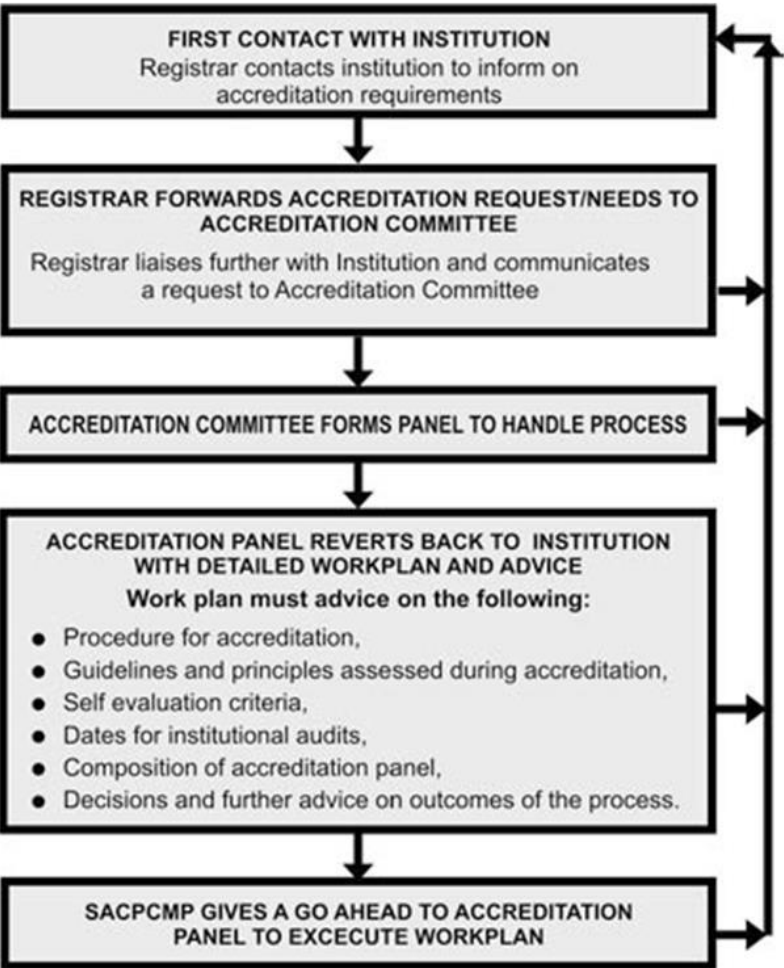 FIRST CONTACT WITH INSTITUTION
Registrar contacts institution to inform on
accreditation requirements
REGISTRAR FORWARDS ACCREDITATION REQUEST/NEEDS TO
ACCREDITATION COMMITTEE
Registrar liaises further with Institution and communicates
a request to Accreditation Committee
ACCREDITATION COMMITTEE FORMS PANEL TO HANDLE PROCESS
ACCREDITATION PANEL REVERTS BACK TO INSTITUTION
WITH DETAILED WORKPLAN AND ADVICE
Work plan must advice on the following:
● Procedure for accreditation,
● Guidelines and principles assessed during accreditation,
● Self evaluation criteria,
● Dates for institutional audits,
● Composition of accreditation panel,
● Decisions and further advice on outcomes of the process.
SACPCMP GIVES A GO AHEAD TO ACCREDITATION
PANEL TO EXCECUTE WORKPLAN